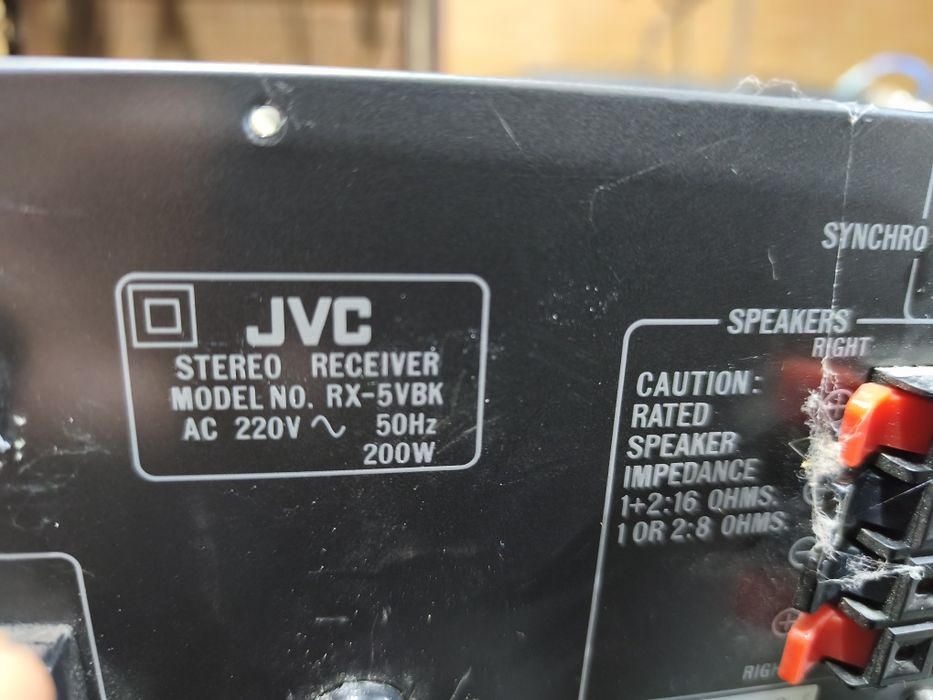 JVC
STEREO RECEIVER
MODEL NO. RX-5VBK
AC 220V ~ 50Hz
200W
SYNCHRO
SPEAKERS
RIGHT
CAUTION:
RATED
SPEAKER
IMPEDANCE
1+2:16 OHMS.
1 OR 2:8 OHMS.
RIGH